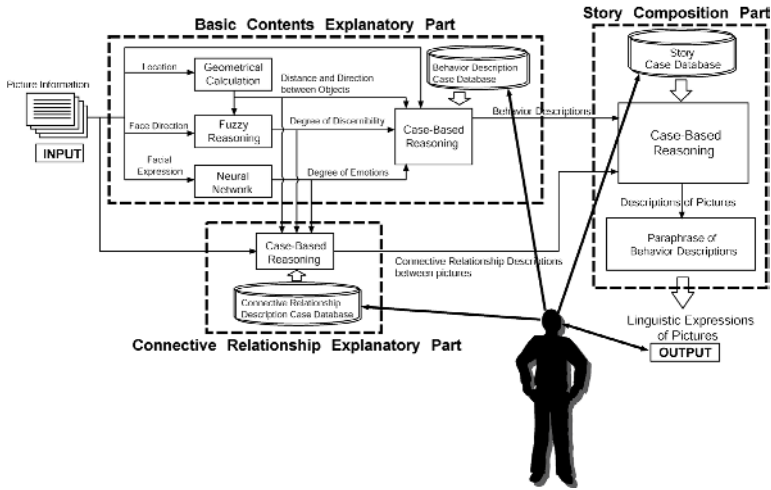 Basic Contents Explanatory Part
Story Composition Part
Picture Information
INPUT
Location
Face Direction
Facial
Expression
Geometrical
Calculation
Fuzzy
Reasoning
Neural
Network
Distance and Direction
between Objects
Degree of Discernibility
Degree of Emotions
Behavior Description
Case Database
Case-Based
Reasoning
Behavior Descriptions
Story
Case Database
Case-Based
Reasoning
Descriptions of Pictures
Paraphrase of
Behavior Descriptions
Case-Based
Reasoning
Connective Relationship Descriptions
between pictures
Connective Relationship
Description Case Database
Connective Relationship Explanatory Part
Linguistic Expressions
of Pictures
OUTPUT